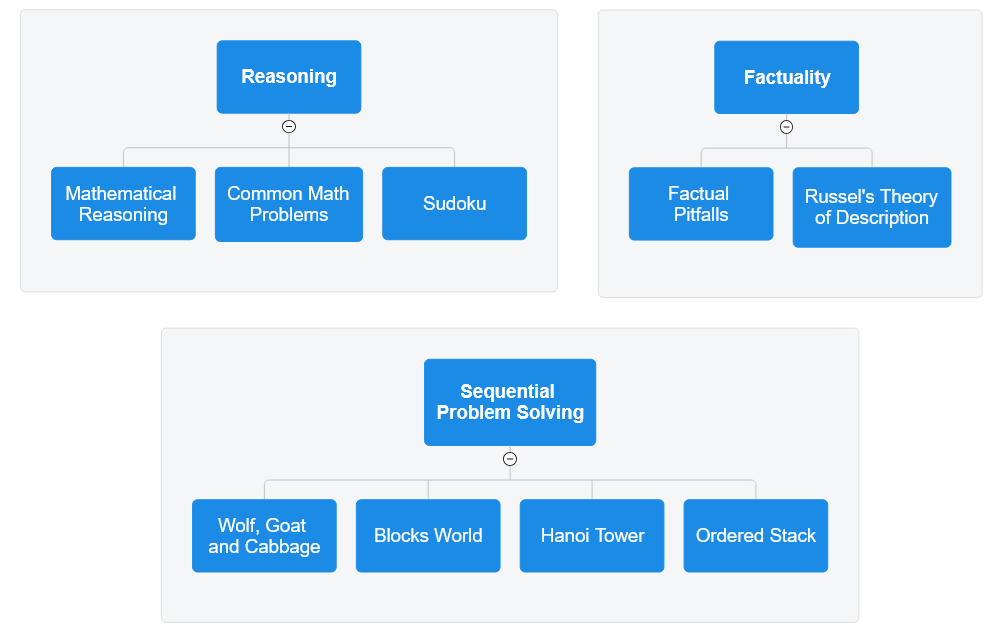 Reasoning
Mathematical
Reasoning
Common Math
Problems
Sudoku
Factuality
Factual
Pitfalls
Russel's Theory
of Description
Sequential
Problem Solving
Wolf, Goat
and Cabbage
Blocks World
Hanoi Tower
Ordered Stack